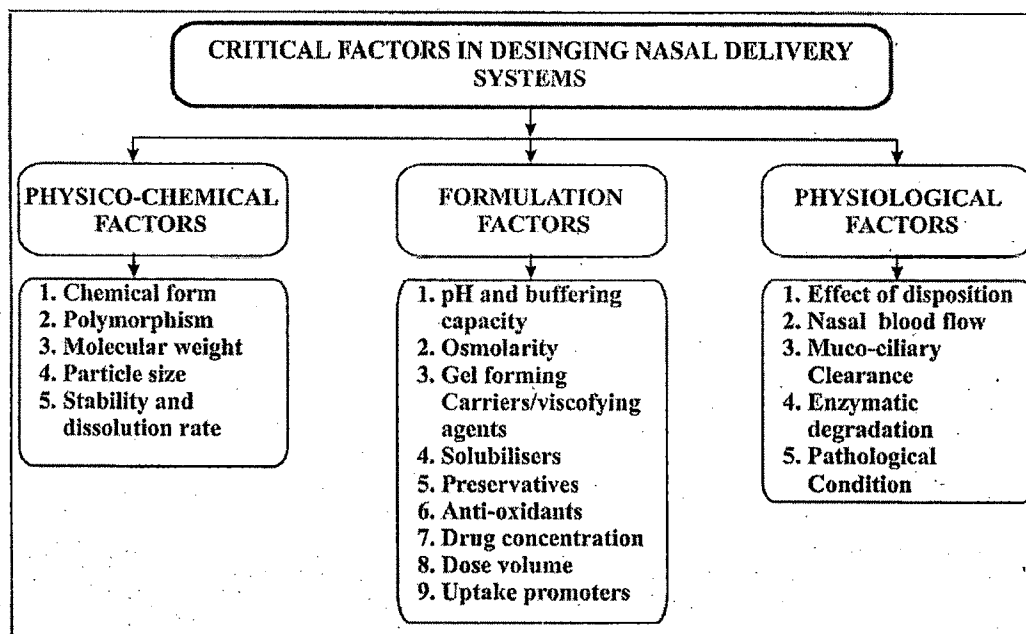 CRITICAL FACTORS IN DESINGING NASAL DELIVERY
SYSTEMS
PHYSICO-CHEMICAL
FACTORS
1. Chemical form
2. Polymorphism
3. Molecular weight
4. Particle size
5. Stability and
dissolution rate
FORMULATION
FACTORS
1. pH and buffering
capacity
2. Osmolarity
3. Gel forming
Carriers/viscofying
agents
4. Solubilisers
5. Preservatives
6. Anti-oxidants
7. Drug concentration
8. Dose volume
9. Uptake promoters
PHYSIOLOGICAL
FACTORS
1. Effect of disposition
2. Nasal blood flow
3. Muco-ciliary
Clearance
4. Enzymatic
degradation
5. Pathological
Condition